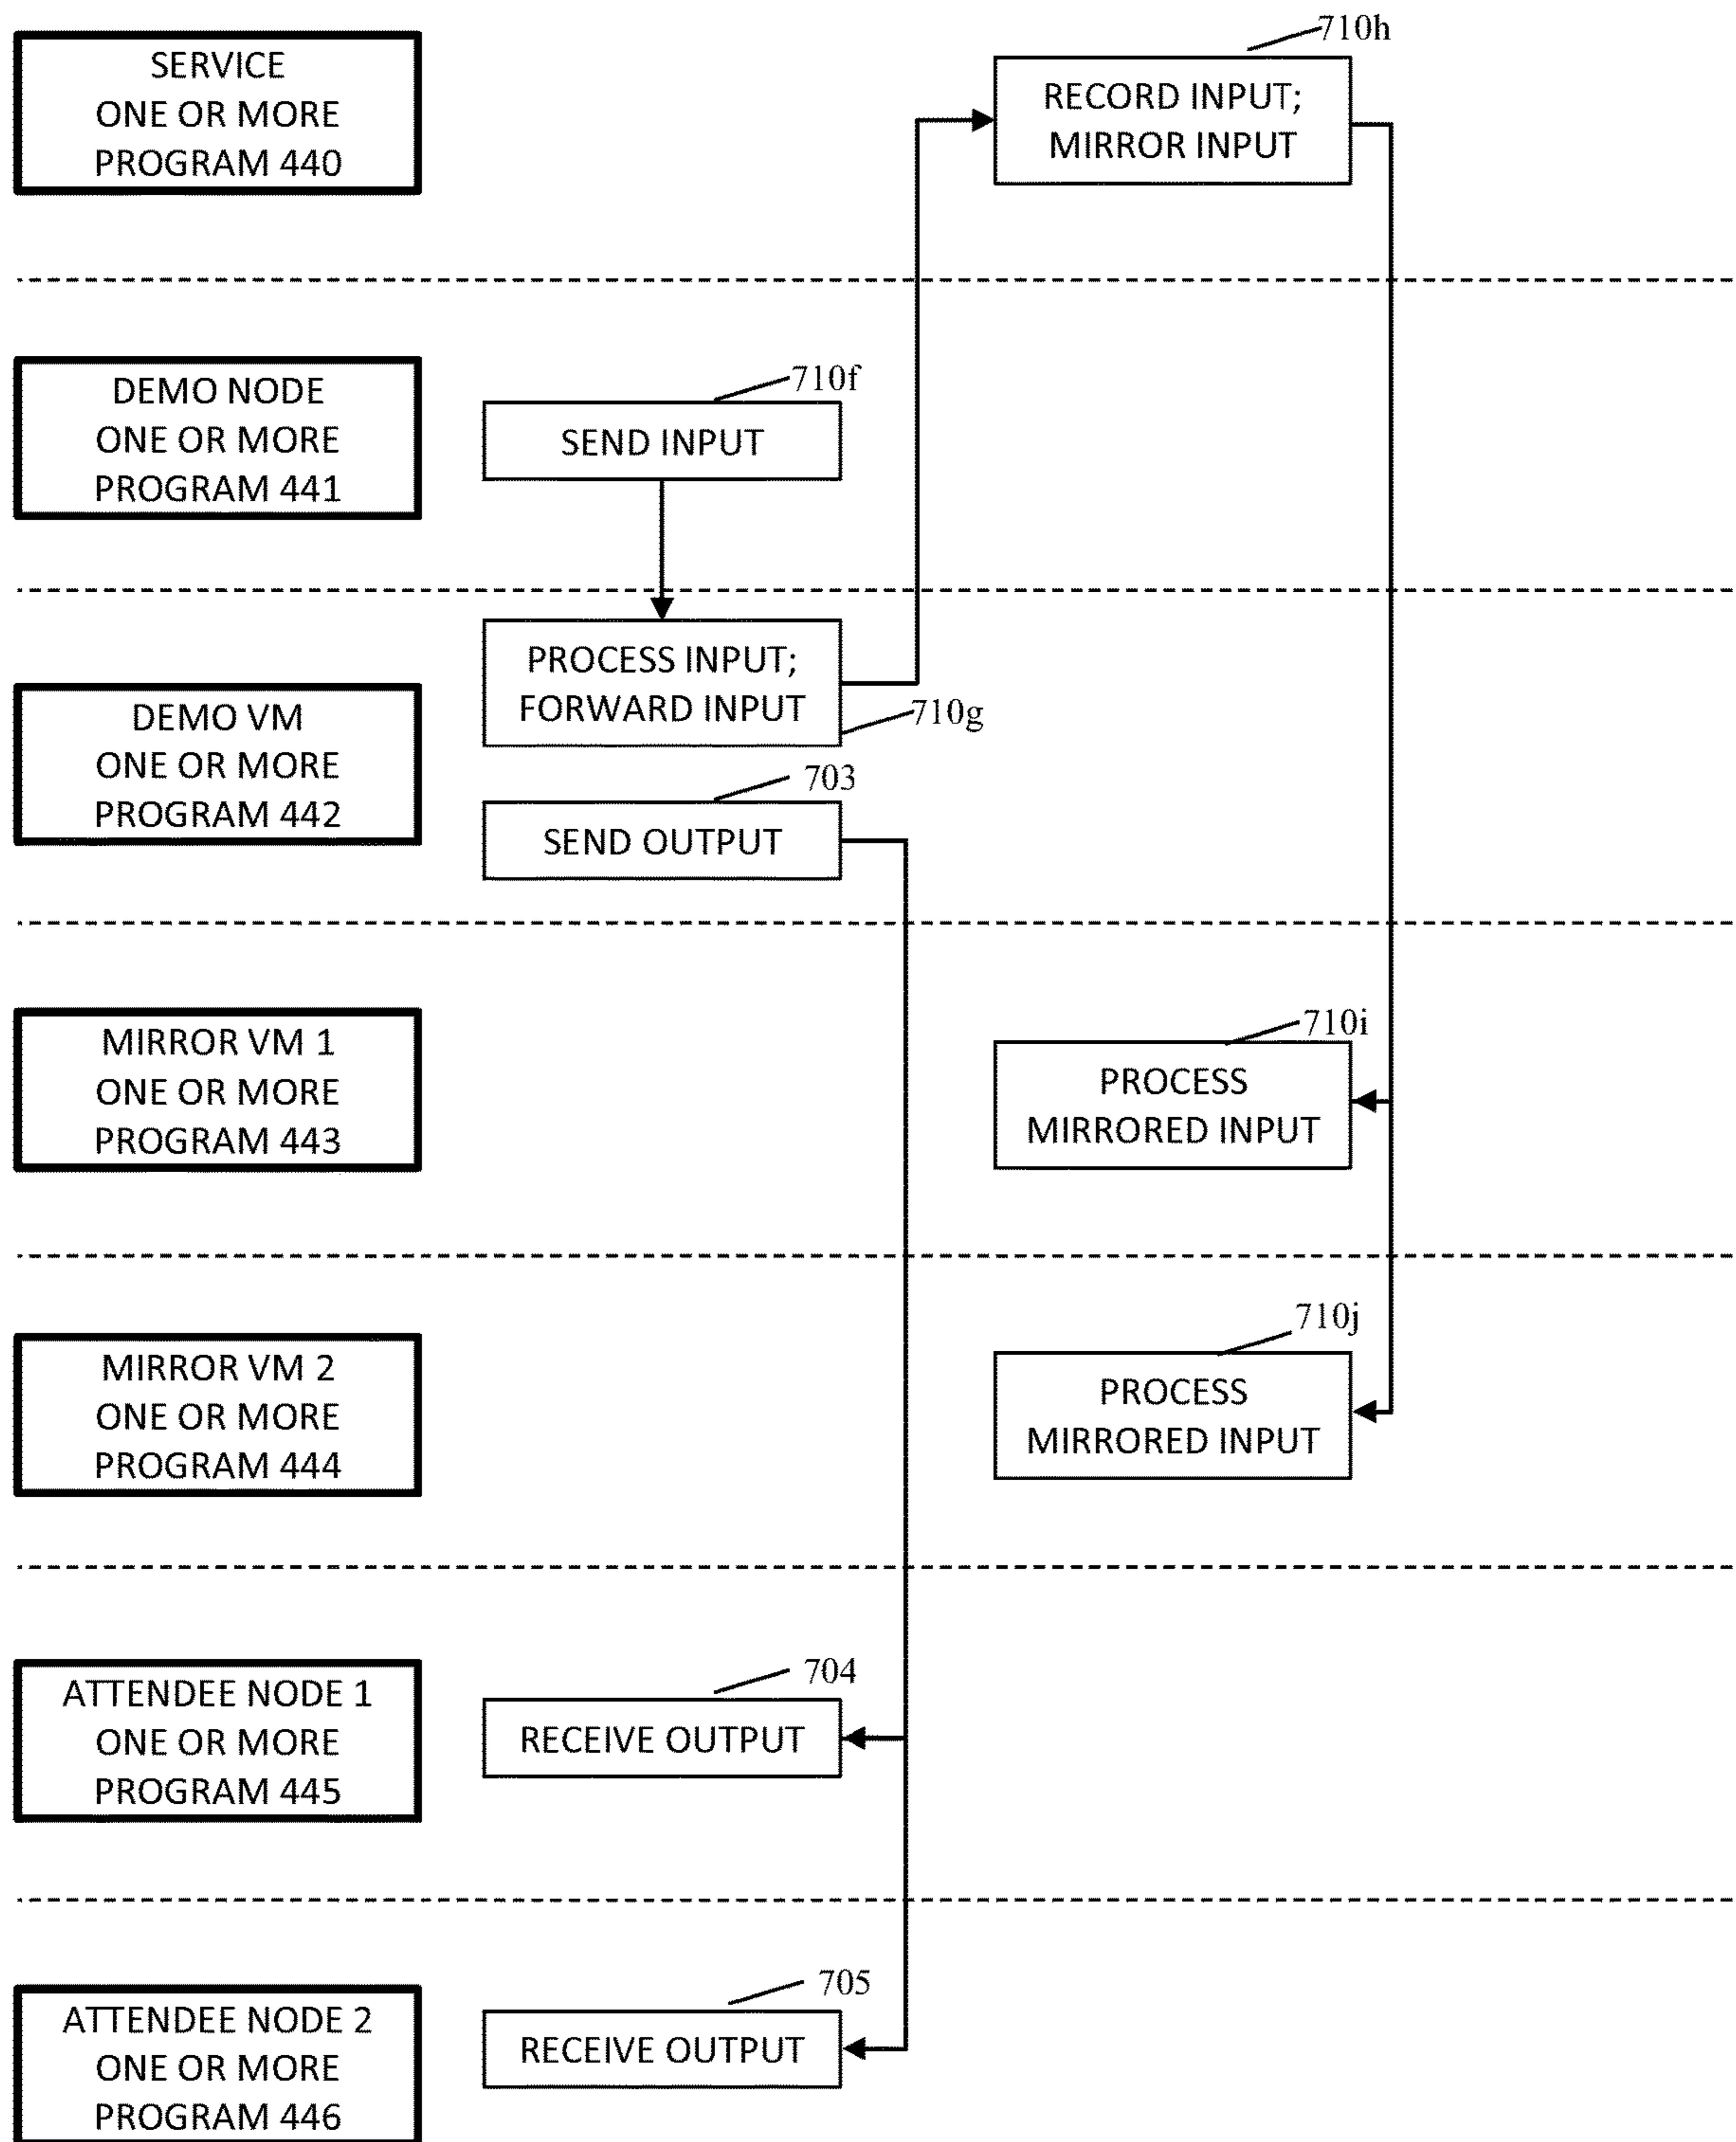 710h
SERVICE
ONE OR MORE
PROGRAM 440
RECORD INPUT;
MIRROR INPUT
DEMO NODE
ONE OR MORE
PROGRAM 441
710f
SEND INPUT
PROCESS INPUT;
FORWARD INPUT
710g
DEMO VM
ONE OR MORE
PROGRAM 442
703
SEND OUTPUT
MIRROR VM 1
ONE OR MORE
PROGRAM 443
710i
PROCESS
MIRRORED INPUT
MIRROR VM 2
ONE OR MORE
PROGRAM 444
710j
PROCESS
MIRRORED INPUT
ATTENDEE NODE 1
ONE OR MORE
PROGRAM 445
704
RECEIVE OUTPUT
ATTENDEE NODE 2
ONE OR MORE
PROGRAM 446
705
RECEIVE OUTPUT